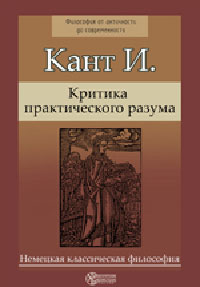 Философия от античности
до современности
Кант И.
Критика
практического разума
Немецкая классическая философия